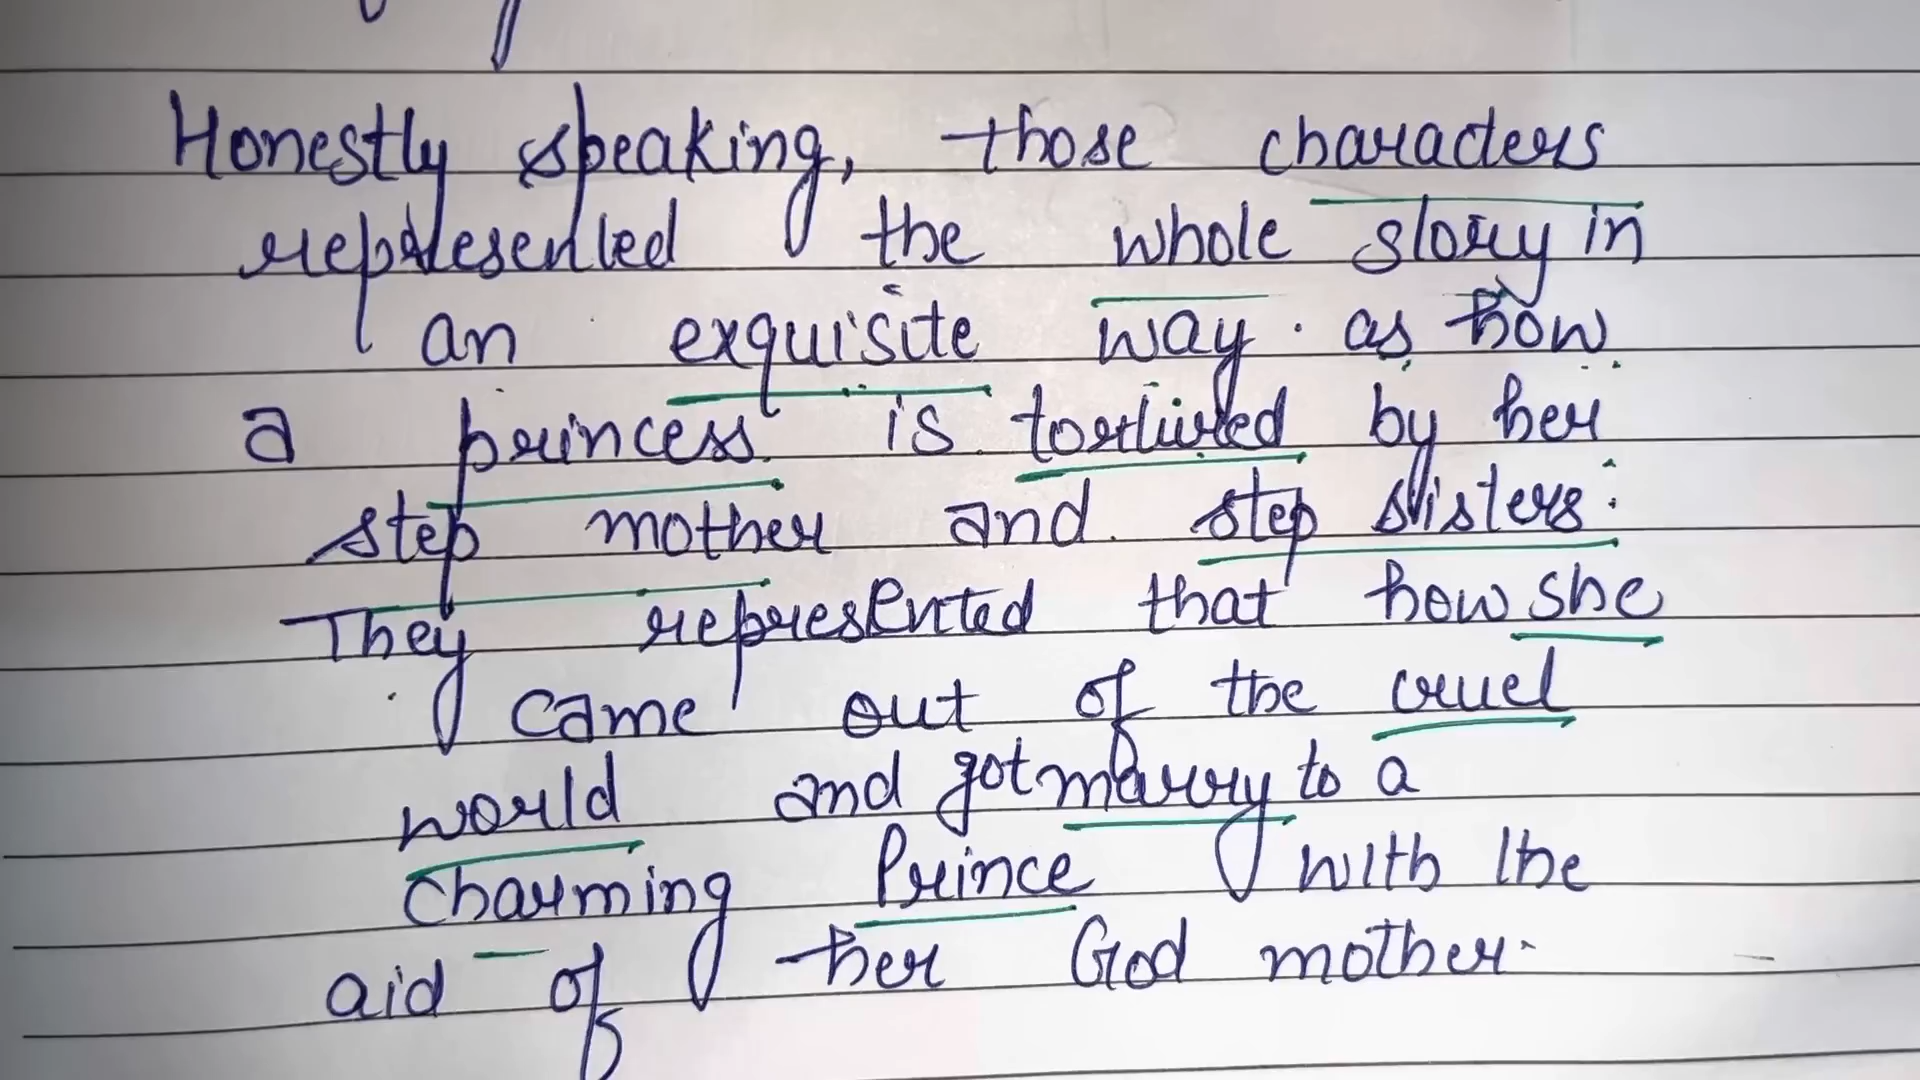 Honestly speaking, those characters
represented the whole story in
an exquisite way. as how
a princess is tortured by her
step mother and step sisters.
They represented that how she
came out of the cruel
world and got marry to a
charming Prince with the
aid of her God mother.